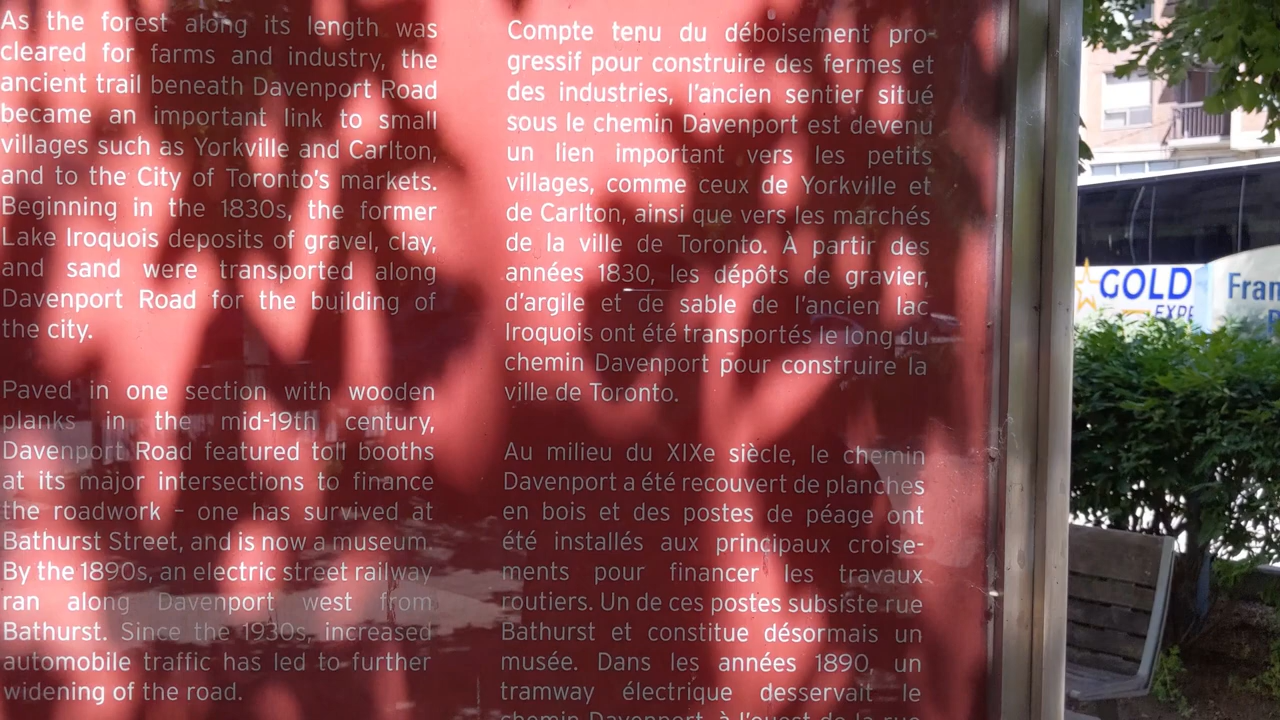 As the forest along its length was
cleared for farms and industry, the
ancient trail beneath Davenport Road
became an important link to small
villages such as Yorkville and Carlton,
and to the City of Toronto's markets.
Beginning in the 1830s, the former
Lake Iroquois deposits of gravel, clay,
and sand were transported along
Davenport Road for the building of
the city.
Paved in one section with wooden
planks in the mid-19th century,
Davenport Road featured toll booths
at its major intersections to finance
the roadwork – one has survived at
Bathurst Street, and is now a museum.
By the 1890s, an electric street railway
ran along Davenport west from
Bathurst. Since the 1930s, increased
automobile traffic has led to further
widening of the road.
Compte tenu du déboisement pro-
gressif pour construire des fermes et
des industries, l'ancien sentier situé
sous le chemin Davenport est devenu
un lien important vers les petits
villages, comme ceux de Yorkville et
de Carlton, ainsi que vers les marchés
de la ville de Toronto. À partir des
années 1830, les dépôts de gravier,
d'argile et de sable de l'ancien lac
Iroquois ont été transportés le long du
chemin Davenport pour construire la
ville de Toronto.
Au milieu du XIXe siècle, le chemin
Davenport a été recouvert de planches
en bois et des postes de péage ont
été installés aux principaux croise-
ments pour financer les travaux
routiers. Un de ces postes subsiste rue
Bathurst et constitue désormais un
musée. Dans les années 1890, un
tramway électrique desservait le
chemin Davenport, à l'ouest de la rue
GOLD
EXPE
Fran